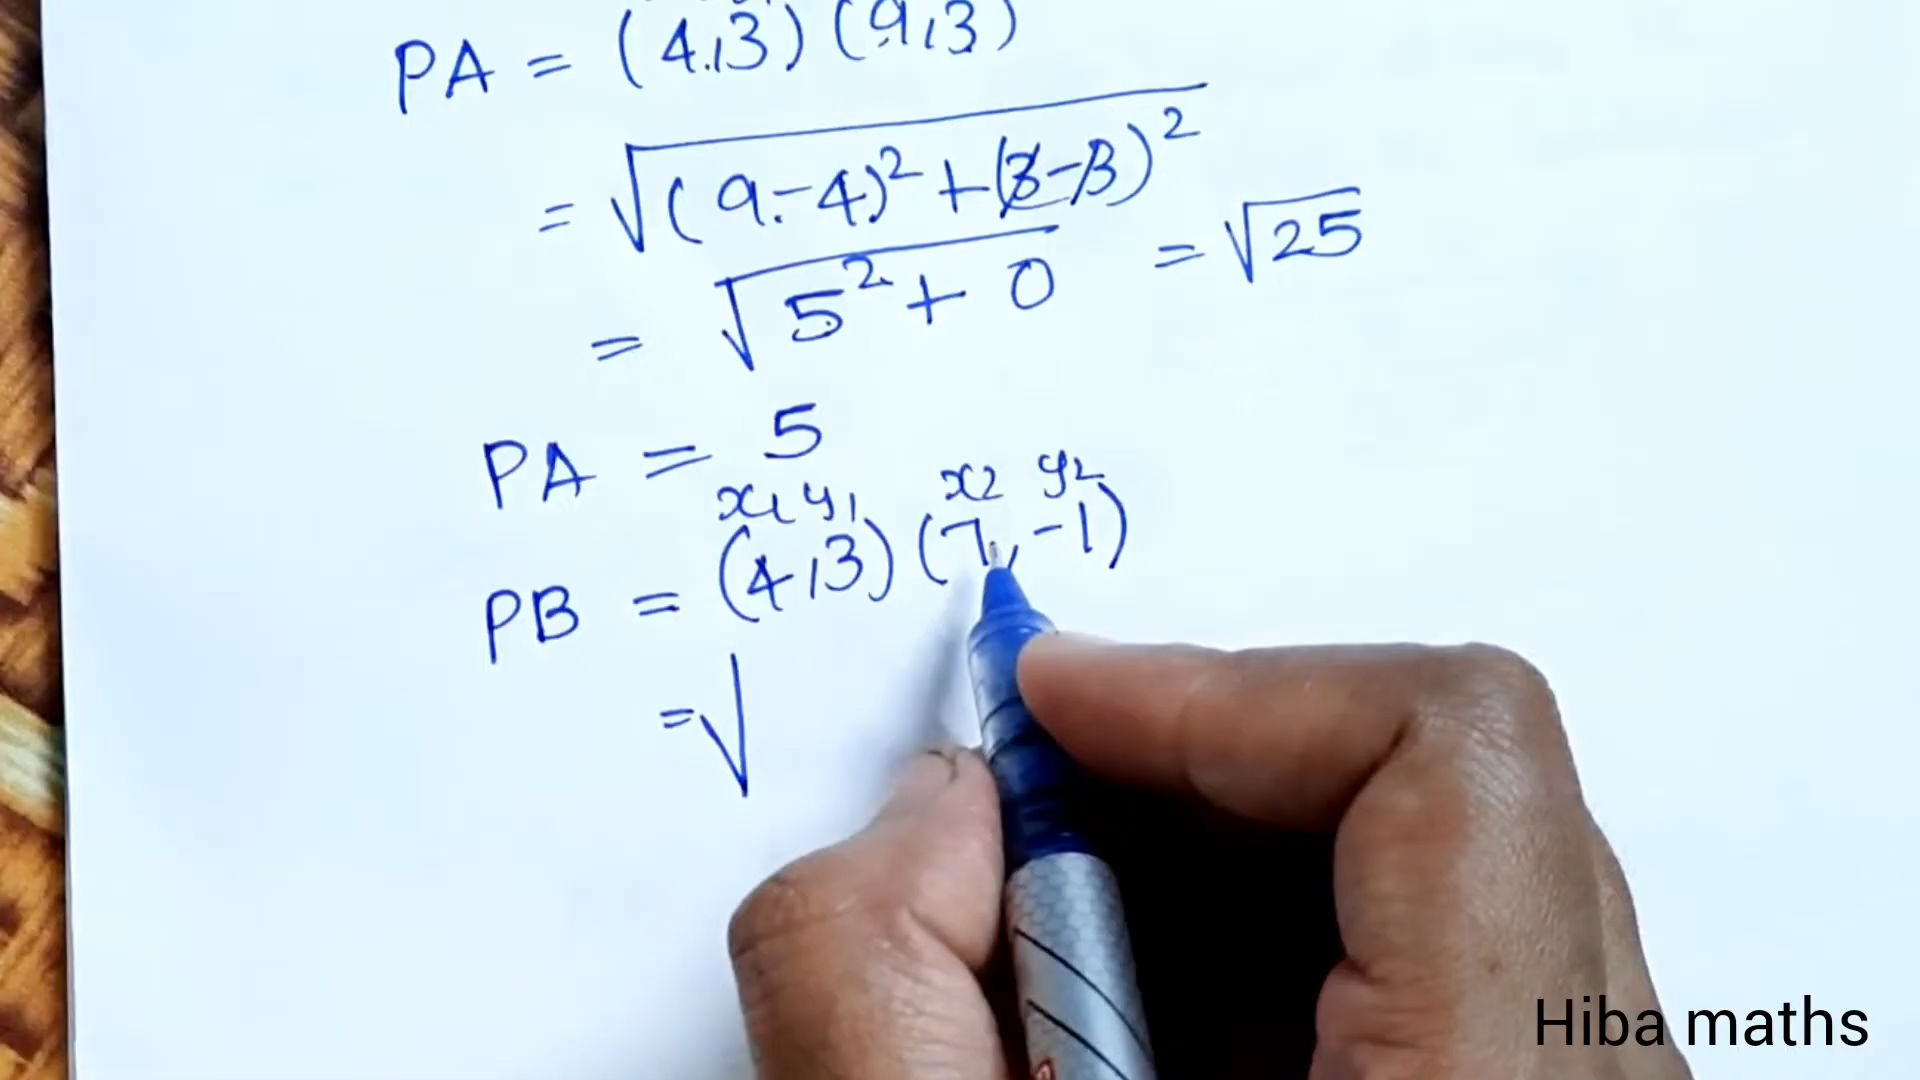 PA = (4,3) (9,3)
= √(9-4)² + (3-3)²
= √5² + 0 = √25
PA = 5
x₁ y₁ x₂ y₂
PB = (4,3) (7,-1)
= √
Hiba maths